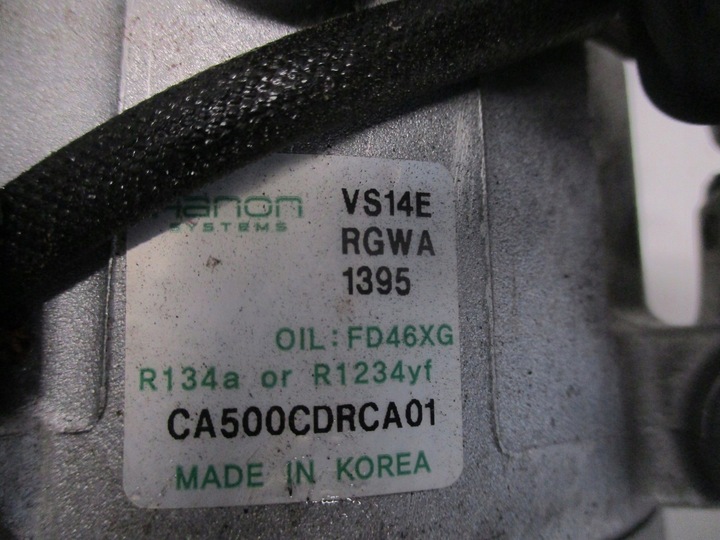 Hanon VS14E
SYSTEMS RGWA
1395
OIL: FD46XG
R134a or R1234yf
CA500CDRCA01
MADE IN KOREA